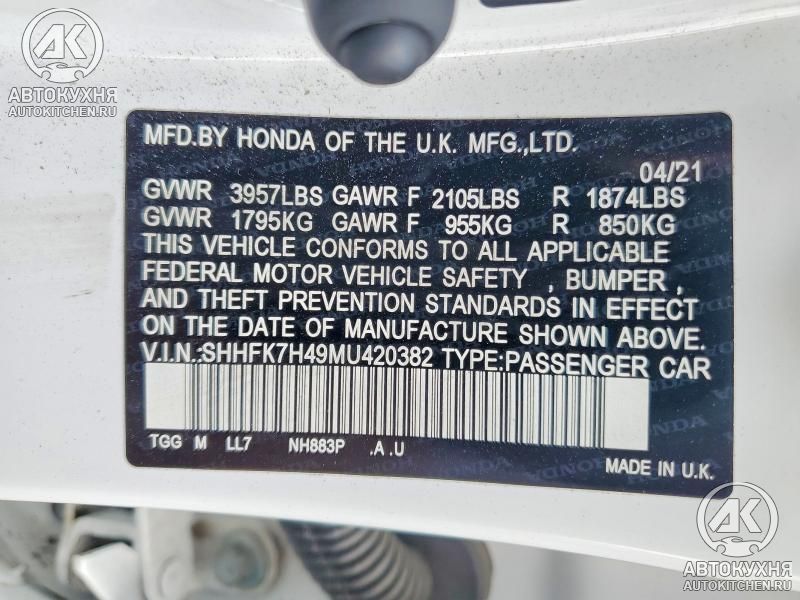 AK
АВТОКУХНЯ
AUTOKITCHEN.RU
MFD.BY HONDA OF THE U.K. MFG.,LTD.
04/21
GVWR 3957LBS GAWR F 2105LBS R 1874LBS
GVWR 1795KG GAWR F 955KG R 850KG
THIS VEHICLE CONFORMS TO ALL APPLICABLE
FEDERAL MOTOR VEHICLE SAFETY , BUMPER ,
AND THEFT PREVENTION STANDARDS IN EFFECT
ON THE DATE OF MANUFACTURE SHOWN ABOVE.
V.I.N.:SHHFK7H49MU420382 TYPE:PASSENGER CAR
TGG M LL7 NH883P .A .U
MADE IN U.K.
AK
АВТОКУХНЯ
AUTOKITCHEN.RU